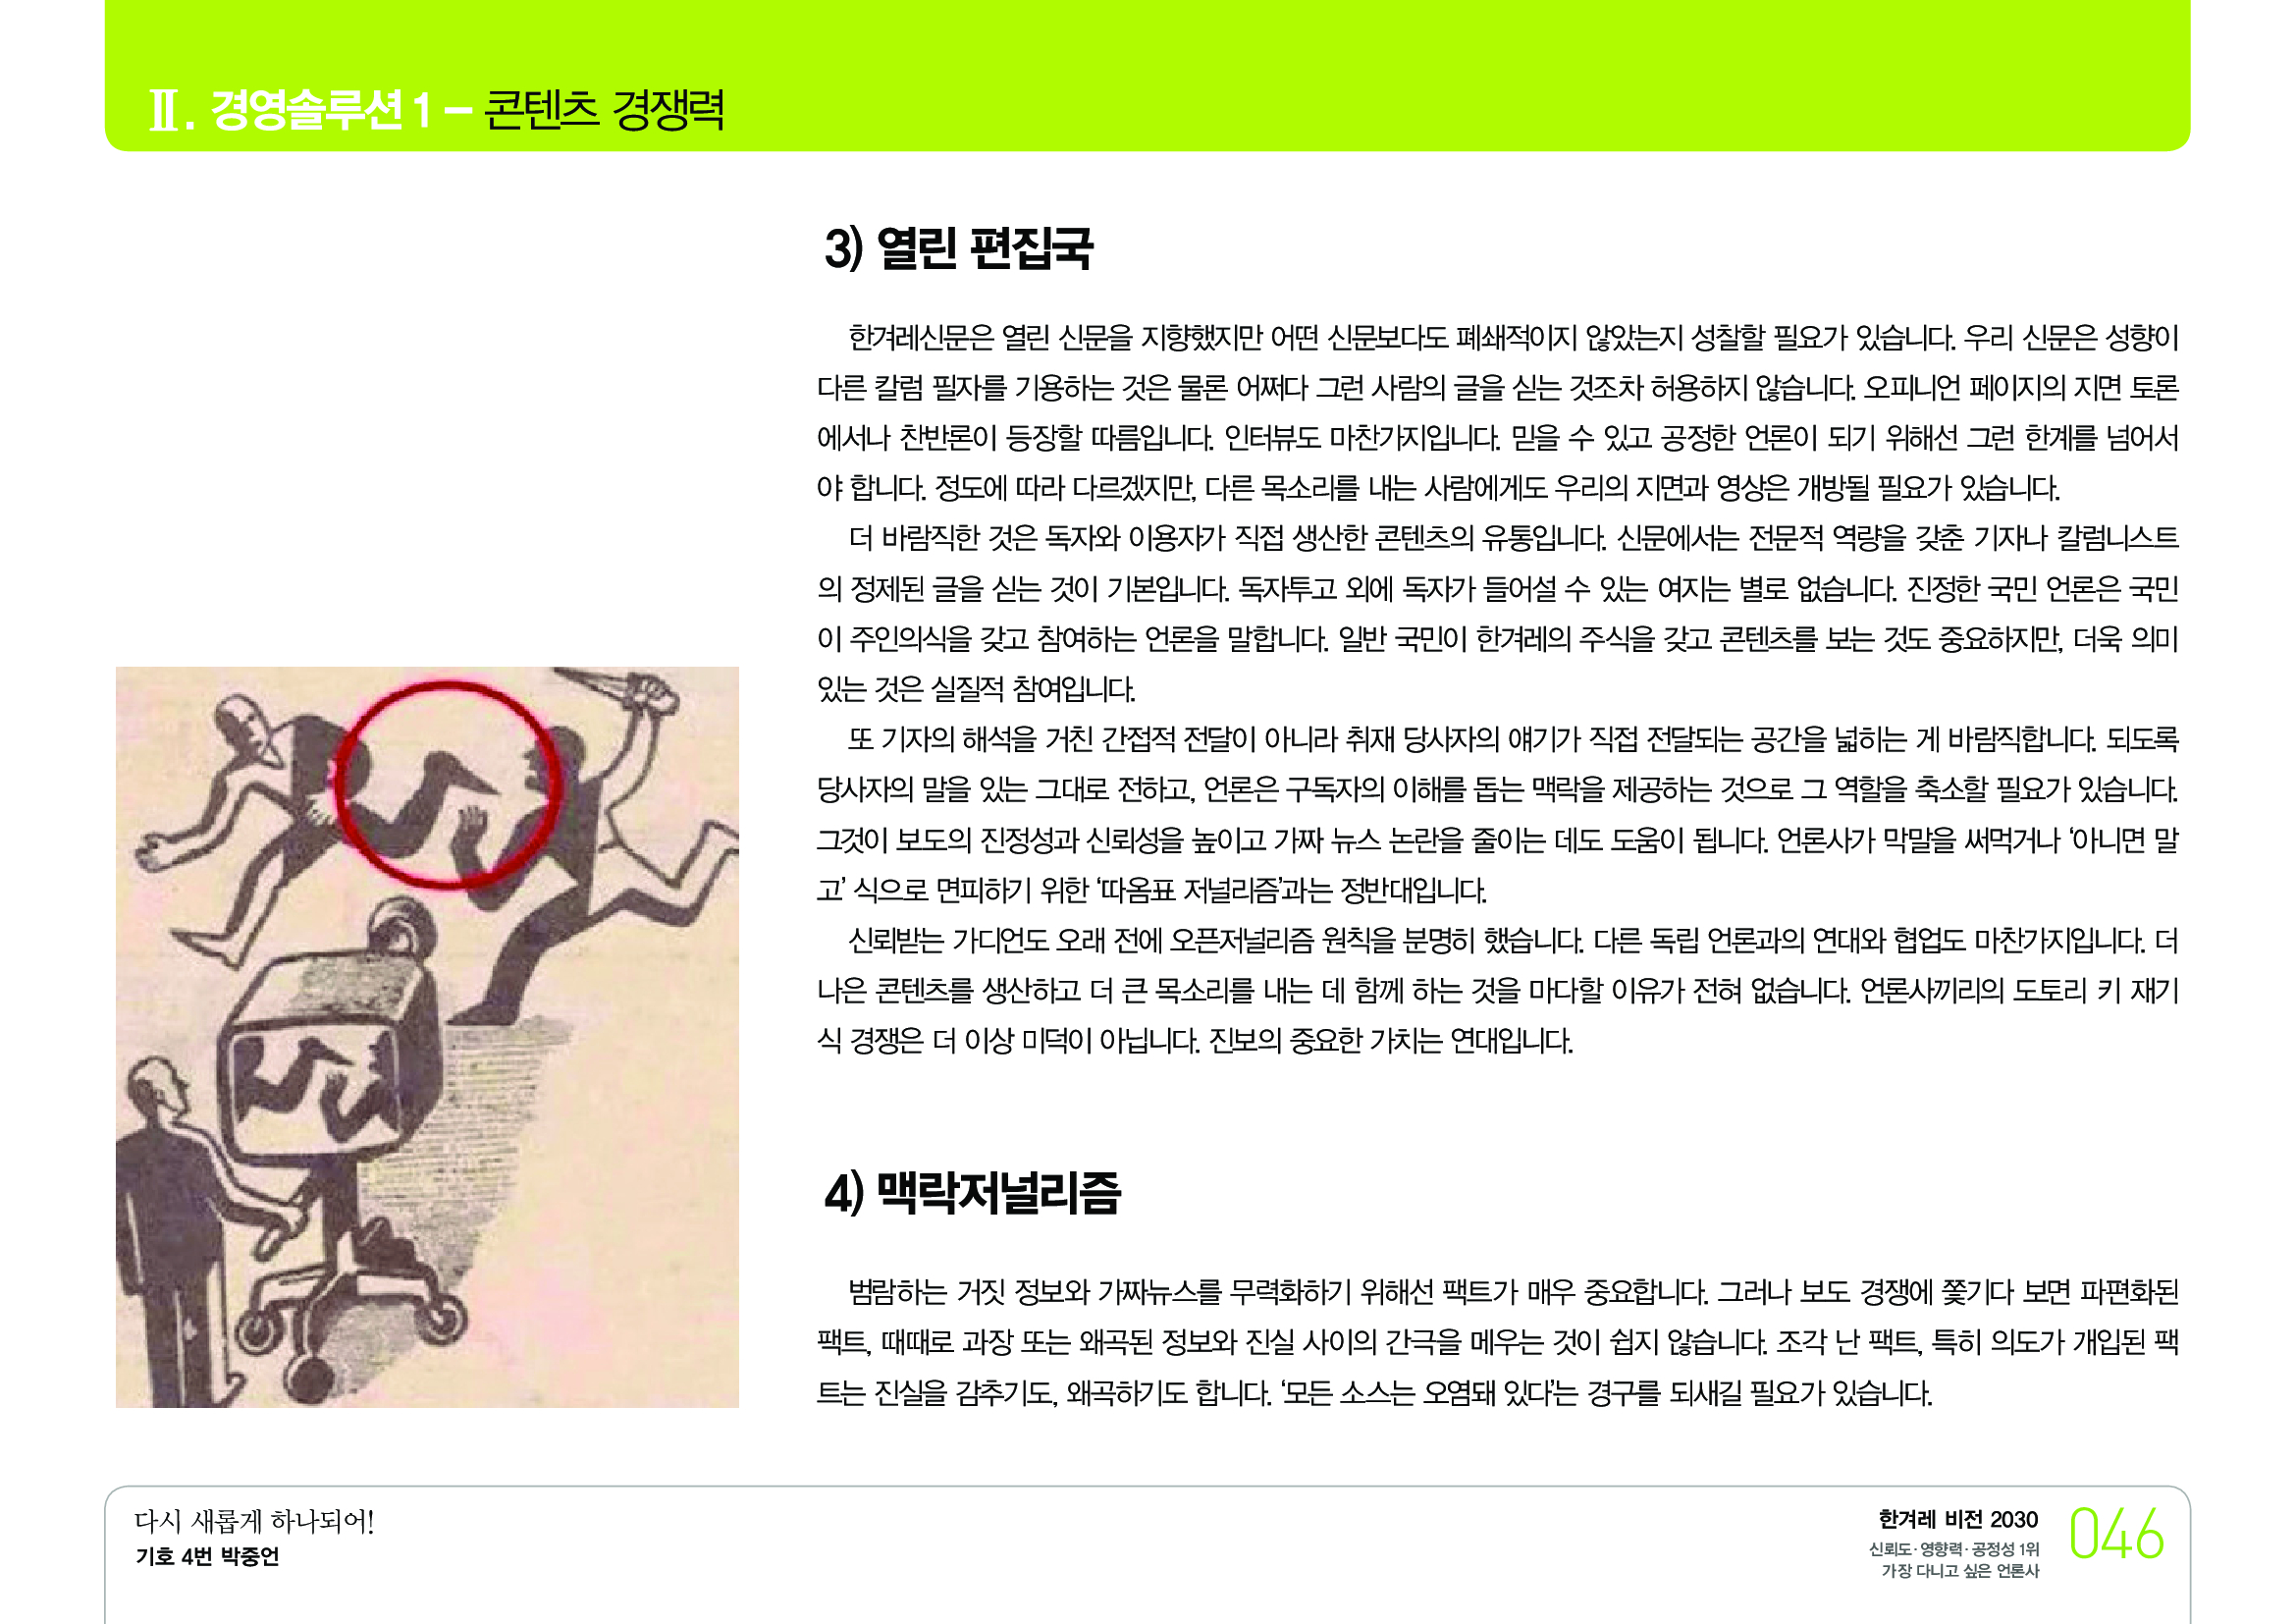 Ⅱ. 경영솔루션 1 – 콘텐츠 경쟁력
3) 열린 편집국
한겨레신문은 열린 신문을 지향했지만 어떤 신문보다도 폐쇄적이지 않았는지 성찰할 필요가 있습니다. 우리 신문은 성향이
다른 칼럼 필자를 기용하는 것은 물론 어쩌다 그런 사람의 글을 싣는 것조차 허용하지 않습니다. 오피니언 페이지의 지면 토론
에서나 찬반론이 등장할 따름입니다. 인터뷰도 마찬가지입니다. 믿을 수 있고 공정한 언론이 되기 위해선 그런 한계를 넘어서
야 합니다. 정도에 따라 다르겠지만, 다른 목소리를 내는 사람에게도 우리의 지면과 영상은 개방될 필요가 있습니다.
더 바람직한 것은 독자와 이용자가 직접 생산한 콘텐츠의 유통입니다. 신문에서는 전문적 역량을 갖춘 기자나 칼럼니스트
의 정제된 글을 싣는 것이 기본입니다. 독자투고 외에 독자가 들어설 수 있는 여지는 별로 없습니다. 진정한 국민 언론은 국민
이 주인의식을 갖고 참여하는 언론을 말합니다. 일반 국민이 한겨레의 주식을 갖고 콘텐츠를 보는 것도 중요하지만, 더욱 의미
있는 것은 실질적 참여입니다.
또 기자의 해석을 거친 간접적 전달이 아니라 취재 당사자의 얘기가 직접 전달되는 공간을 넓히는 게 바람직합니다. 되도록
당사자의 말을 있는 그대로 전하고, 언론은 구독자의 이해를 돕는 맥락을 제공하는 것으로 그 역할을 축소할 필요가 있습니다.
그것이 보도의 진정성과 신뢰성을 높이고 가짜 뉴스 논란을 줄이는 데도 도움이 됩니다. 언론사가 막말을 써먹거나 ‘아니면 말
고’ 식으로 면피하기 위한 ‘따옴표 저널리즘’과는 정반대입니다.
신뢰받는 가디언도 오래 전에 오픈저널리즘 원칙을 분명히 했습니다. 다른 독립 언론과의 연대와 협업도 마찬가지입니다. 더
나은 콘텐츠를 생산하고 더 큰 목소리를 내는 데 함께 하는 것을 마다할 이유가 전혀 없습니다. 언론사끼리의 도토리 키 재기
식 경쟁은 더 이상 미덕이 아닙니다. 진보의 중요한 가치는 연대입니다.
4) 맥락저널리즘
범람하는 거짓 정보와 가짜뉴스를 무력화하기 위해선 팩트가 매우 중요합니다. 그러나 보도 경쟁에 쫓기다 보면 파편화된
팩트, 때때로 과장 또는 왜곡된 정보와 진실 사이의 간극을 메우는 것이 쉽지 않습니다. 조각 난 팩트, 특히 의도가 개입된 팩
트는 진실을 감추기도, 왜곡하기도 합니다. ‘모든 소스는 오염돼 있다’는 경구를 되새길 필요가 있습니다.
다시 새롭게 하나되어!
기호 4번 박중언
한겨레 비전 2030
신뢰도·영향력·공정성 1위
가장 다니고 싶은 언론사
046